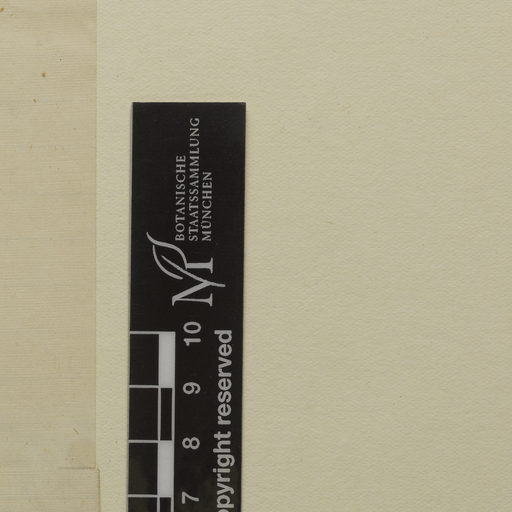 BOTANISCHE
STAATSSAMMLUNG
MÜNCHEN
M
10
9
8
7
opyright reserved